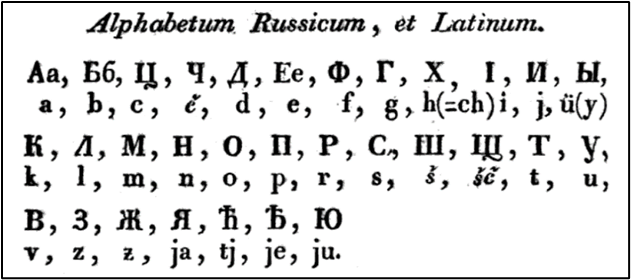 Alphabetum Russicum, et Latinum.
Аа, Бб, Ц, Ч, Д, Ее, Ф, Г, Х, І, И, Ы,
a, b, c, č, d, e, f, g, h(=ch) i, j, ü(y)
К, Л, М, Н, О, П, Р, С, Ш, Щ, Т, У,
k, l, m, n, o, p, r, s, š, šč, t, u,
В, З, Ж, Я, Ћ, Ђ, Ю
v, z, ż, ja, tj, je, ju.